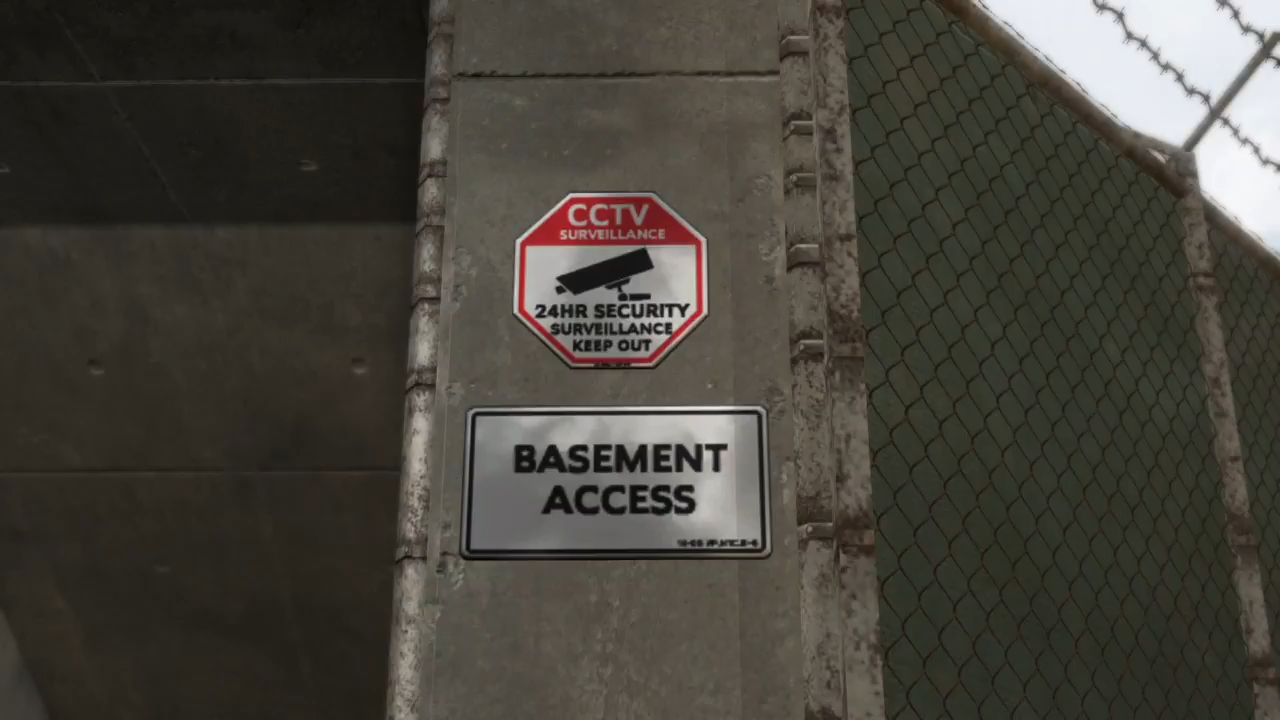 CCTV
SURVEILLANCE
24HR SECURITY
SURVEILLANCE
KEEP OUT
BASEMENT
ACCESS